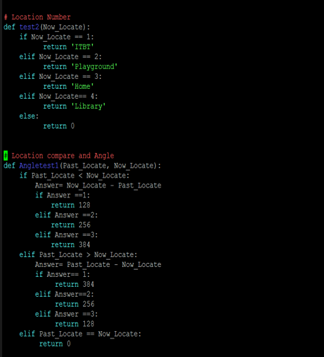 # Location Number
def test2(Now_Locate):
    if Now_Locate == 1:
        return 'ITBT'
    elif Now_Locate == 2:
        return 'Playground'
    elif Now_Locate == 3:
        return 'Home'
    elif Now_Locate== 4:
        return 'Library'
    else:
        return 0
# Location compare and Angle
def Angletest1(Past_Locate, Now_Locate):
    if Past_Locate < Now_Locate:
        Answer= Now_Locate - Past_Locate
        if Answer ==1:
            return 128
        elif Answer ==2:
            return 256
        elif Answer ==3:
            return 384
    elif Past_Locate > Now_Locate:
        Answer= Past_Locate - Now_Locate
        if Answer== 1:
            return 384
        elif Answer==2:
            return 256
        elif Answer ==3:
            return 128
    elif Past_Locate == Now_Locate:
        return 0